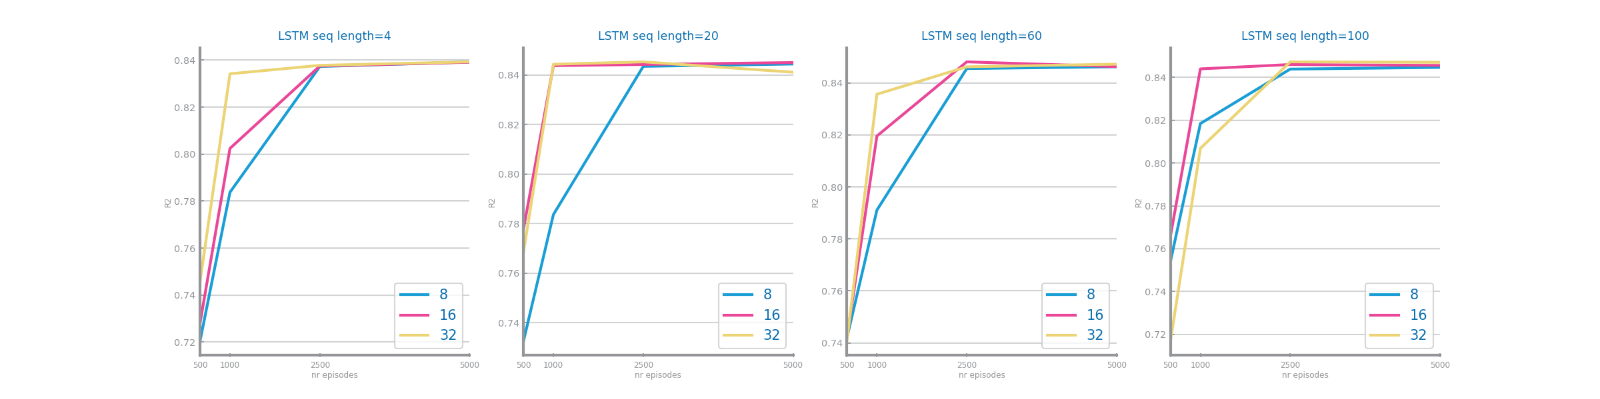 LSTM seq length=4
0.84
0.82
0.80
0.78
0.76
0.74
0.72
R2
500 1000 2500 5000
nr episodes
8
16
32
LSTM seq length=20
0.84
0.82
0.80
0.78
0.76
0.74
R2
500 1000 2500 5000
nr episodes
8
16
32
LSTM seq length=60
0.84
0.82
0.80
0.78
0.76
0.74
R2
500 1000 2500 5000
nr episodes
8
16
32
LSTM seq length=100
0.84
0.82
0.80
0.78
0.76
0.74
0.72
R2
500 1000 2500 5000
nr episodes
8
16
32